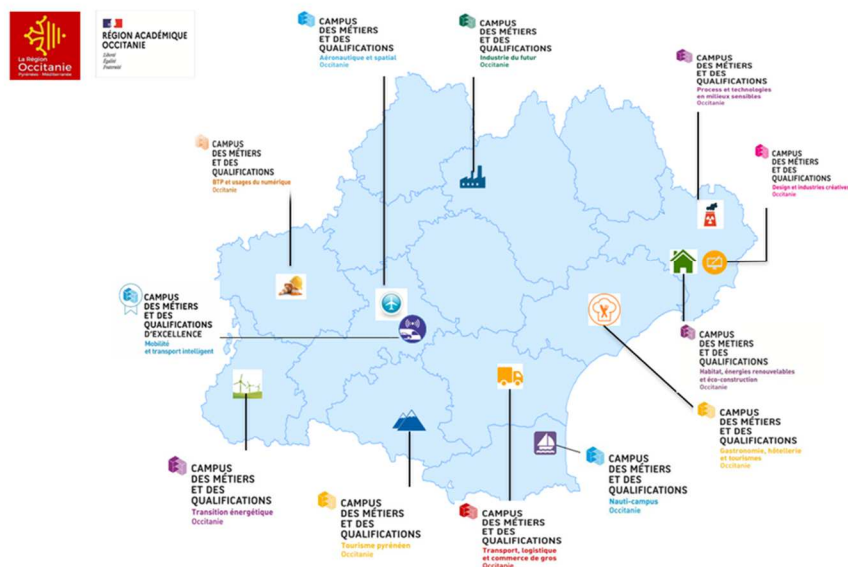 La Région
Occitanie
Pyrénées - Méditerranée
RÉGION ACADÉMIQUE
OCCITANIE
Liberté
Égalité
Fraternité
CAMPUS
DES MÉTIERS
ET DES
QUALIFICATIONS
Aéronautique et spatial
Occitanie
CAMPUS
DES MÉTIERS
ET DES
QUALIFICATIONS
Industrie du futur
Occitanie
CAMPUS
DES MÉTIERS
ET DES
QUALIFICATIONS
Process et technologies
en milieux sensibles
Occitanie
CAMPUS
DES MÉTIERS
ET DES
QUALIFICATIONS
BTP et usages du numérique
Occitanie
CAMPUS
DES MÉTIERS
ET DES
QUALIFICATIONS
Design et industries créatives
Occitanie
CAMPUS
DES MÉTIERS
ET DES
QUALIFICATIONS
D'EXCELLENCE
Mobilité
et transport intelligent
CAMPUS
DES MÉTIERS
ET DES
QUALIFICATIONS
Habitat, énergies renouvelables
et éco-construction
Occitanie
CAMPUS
DES MÉTIERS
ET DES
QUALIFICATIONS
Gastronomie, hôtellerie
et tourismes
Occitanie
CAMPUS
DES MÉTIERS
ET DES
QUALIFICATIONS
Transition énergétique
Occitanie
CAMPUS
DES MÉTIERS
ET DES
QUALIFICATIONS
Tourisme pyrénéen
Occitanie
CAMPUS
DES MÉTIERS
ET DES
QUALIFICATIONS
Transport, logistique
et commerce de gros
Occitanie
CAMPUS
DES MÉTIERS
ET DES
QUALIFICATIONS
Nauti-campus
Occitanie